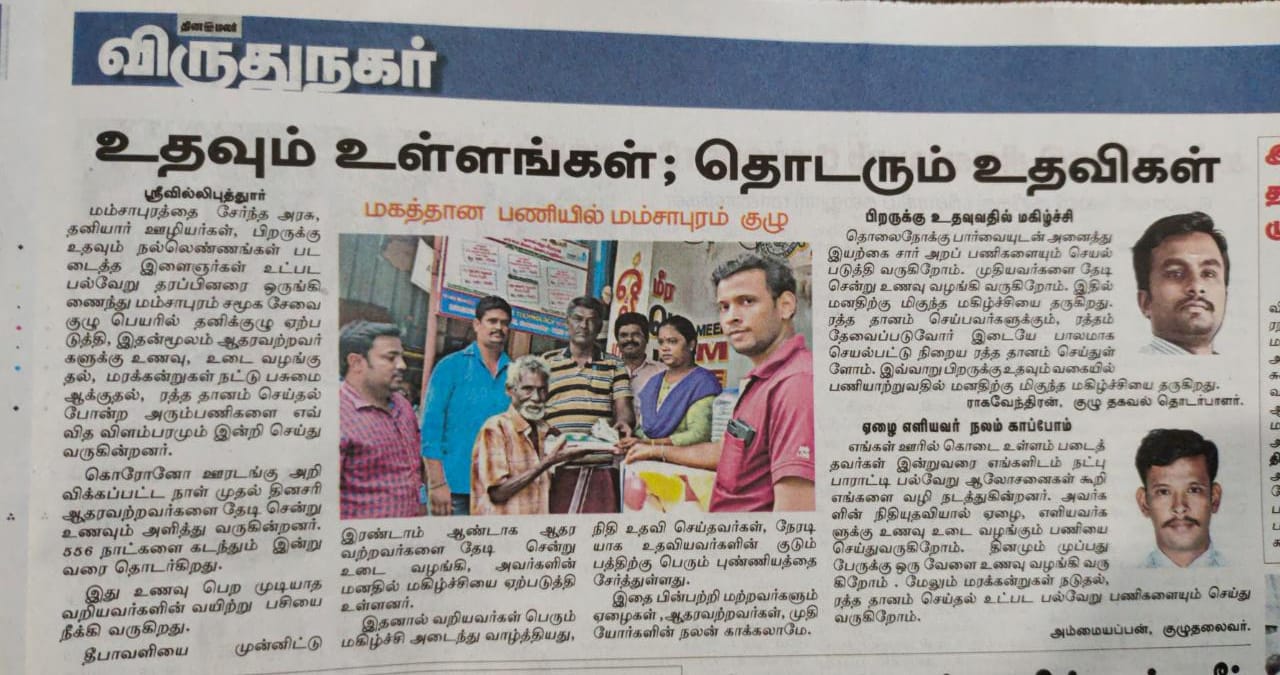 தினமலர்
விருதுநகர்
உதவும் உள்ளங்கள்; தொடரும் உதவிகள்
ஸ்ரீவில்லிபுத்தூர்
மம்சாபுரத்தை சேர்ந்த அரசு,
தனியார் ஊழியர்கள், பிறருக்கு
உதவும் நல்லெண்ணங்கள் பட
டைத்த இளைஞர்கள் உட்பட
பல்வேறு தரப்பினரை ஒருங்கி
ணைந்து மம்சாபுரம் சமூக சேவை
குழு பெயரில் தனிக்குழு ஏற்ப
டுத்தி, இதன்மூலம் ஆதரவற்றவர்
களுக்கு உணவு, உடை வழங்கு
தல், மரக்கன்றுகள் நட்டு பசுமை
ஆக்குதல், ரத்த தானம் செய்தல்
போன்ற அரும்பணிகளை எவ்
வித விளம்பரமும் இன்றி செய்து
வருகின்றனர்.
கொரோனோ ஊரடங்கு அறி
விக்கப்பட்ட நாள் முதல் தினசரி
ஆதரவற்றவர்களை தேடி சென்று
உணவும் அளித்து வருகின்றனர்.
556 நாட்களை கடந்தும் இன்று
வரை தொடர்கிறது.
இது உணவு பெற முடியாத
வறியவர்களின் வயிற்று பசியை
நீக்கி வருகிறது.
தீபாவளியை முன்னிட்டு
மகத்தான பணியில் மம்சாபுரம் குழு
இரண்டாம் ஆண்டாக ஆதர
வற்றவர்களை தேடி சென்று
உடை வழங்கி, அவர்களின்
மனதில் மகிழ்ச்சியை ஏற்படுத்தி
உள்ளனர்.
இதனால் வறியவர்கள் பெரும்
மகிழ்ச்சி அடைந்து வாழ்த்தியது,
நிதி உதவி செய்தவர்கள், நேரடி
யாக உதவியவர்களின் குடும்
பத்திற்கு பெரும் புண்ணியத்தை
சேர்த்துள்ளது.
இதை பின்பற்றி மற்றவர்களும்
ஏழைகள் ,ஆதரவற்றவர்கள், முதி
யோர்களின் நலன் காக்கலாமே.
பிறருக்கு உதவுவதில் மகிழ்ச்சி
தொலைநோக்கு பார்வையுடன் அனைத்து
இயற்கை சார் அறப் பணிகளையும் செயல்
படுத்தி வருகிறோம். முதியவர்களை தேடி
சென்று உணவு வழங்கி வருகிறோம். இதில்
மனதிற்கு மிகுந்த மகிழ்ச்சியை தருகிறது.
ரத்த தானம் செய்பவர்களுக்கும், ரத்தம்
தேவைப்படுவோர் இடையே பாலமாக
செயல்பட்டு நிறைய ரத்த தானம் செய்துள்
ளோம். இவ்வாறு பிறருக்கு உதவும் வகையில்
பணியாற்றுவதில் மனதிற்கு மிகுந்த மகிழ்ச்சியை தருகிறது.
ராகவேந்திரன், குழு தகவல் தொடர்பாளர்.
ஏழை எளியவர் நலம் காப்போம்
எங்கள் ஊரில் கொடை உள்ளம் படைத்
தவர்கள் இன்றுவரை எங்களிடம் நட்பு
பாராட்டி பல்வேறு ஆலோசனைகள் கூறி
எங்களை வழி நடத்துகின்றனர். அவர்க
ளின் நிதியுதவியால் ஏழை, எளியவர்க
ளுக்கு உணவு உடை வழங்கும் பணியை
செய்துவருகிறோம். தினமும் முப்பது
பேருக்கு ஒரு வேளை உணவு வழங்கி வரு
கிறோம் . மேலும் மரக்கன்றுகள் நடுதல்,
ரத்த தானம் செய்தல் உட்பட பல்வேறு பணிகளையும் செய்து
வருகிறோம்.
அம்மையப்பன், குழுதலைவர்.